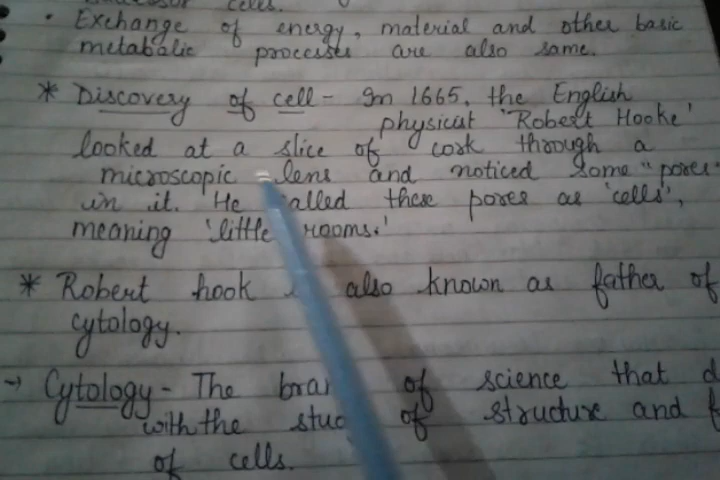 cells.
• Exchange of energy, material and other basic
metabolic processes are also same.
* Discovery of cell - In 1665, the English
physicist 'Robert Hooke'
looked at a slice of cork through a
microscopic lens and noticed some "pores"
in it. He called these pores as 'cells',
meaning 'little rooms.'
* Robert hook also known as father of
cytology.
→ Cytology - The of science that
with the of structure and
of cells.